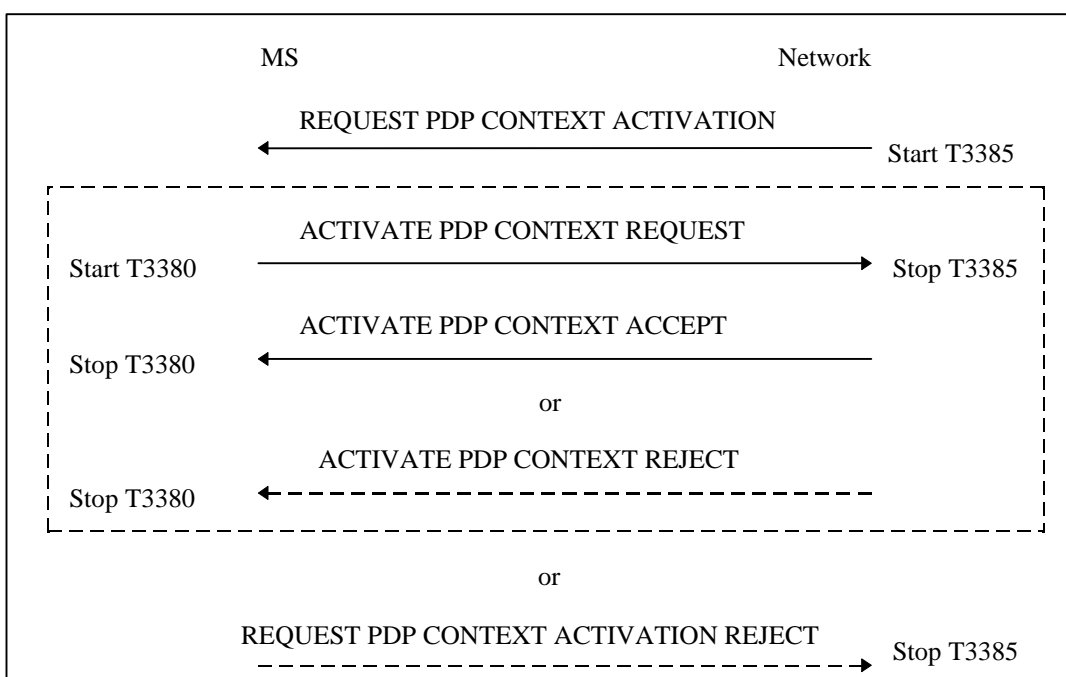 MS Network
REQUEST PDP CONTEXT ACTIVATION
Start T3385
ACTIVATE PDP CONTEXT REQUEST
Start T3380 Stop T3385
ACTIVATE PDP CONTEXT ACCEPT
Stop T3380
or
ACTIVATE PDP CONTEXT REJECT
Stop T3380
or
REQUEST PDP CONTEXT ACTIVATION REJECT
Stop T3385